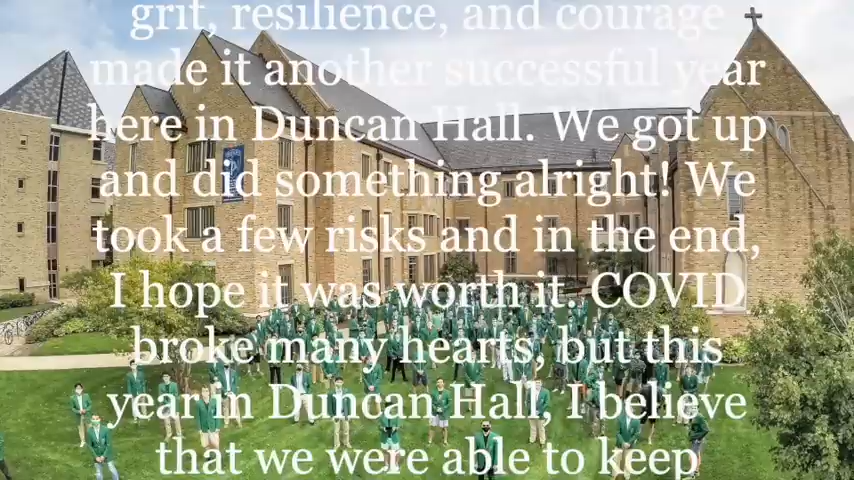 grit, resilience, and courage
made it another successful year
here in Duncan Hall. We got up
and did something alright! We
took a few risks and in the end,
I hope it was worth it. COVID
broke many hearts, but this
year in Duncan Hall, I believe
that we were able to keep